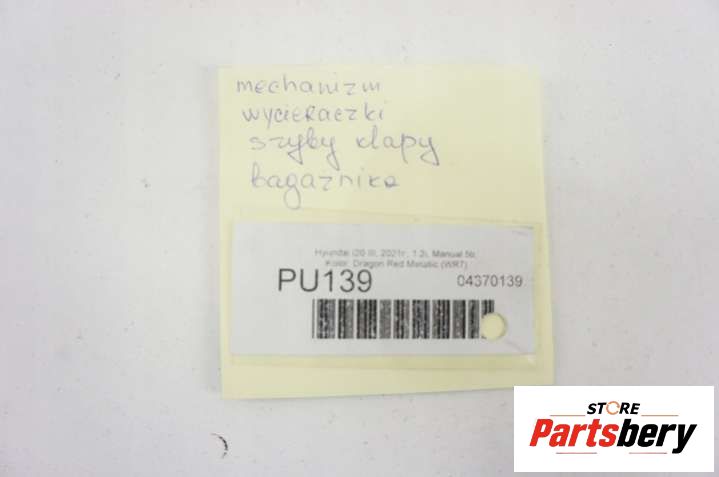 mechanizm
wycieraczki
szyby klapy
bagażnika
Hyundai i20 III, 2021r., 1.2i, Manual 5b,
Kolor: Dragon Red Metallic (WR7)
PU139
04370139
STORE
Partsbery